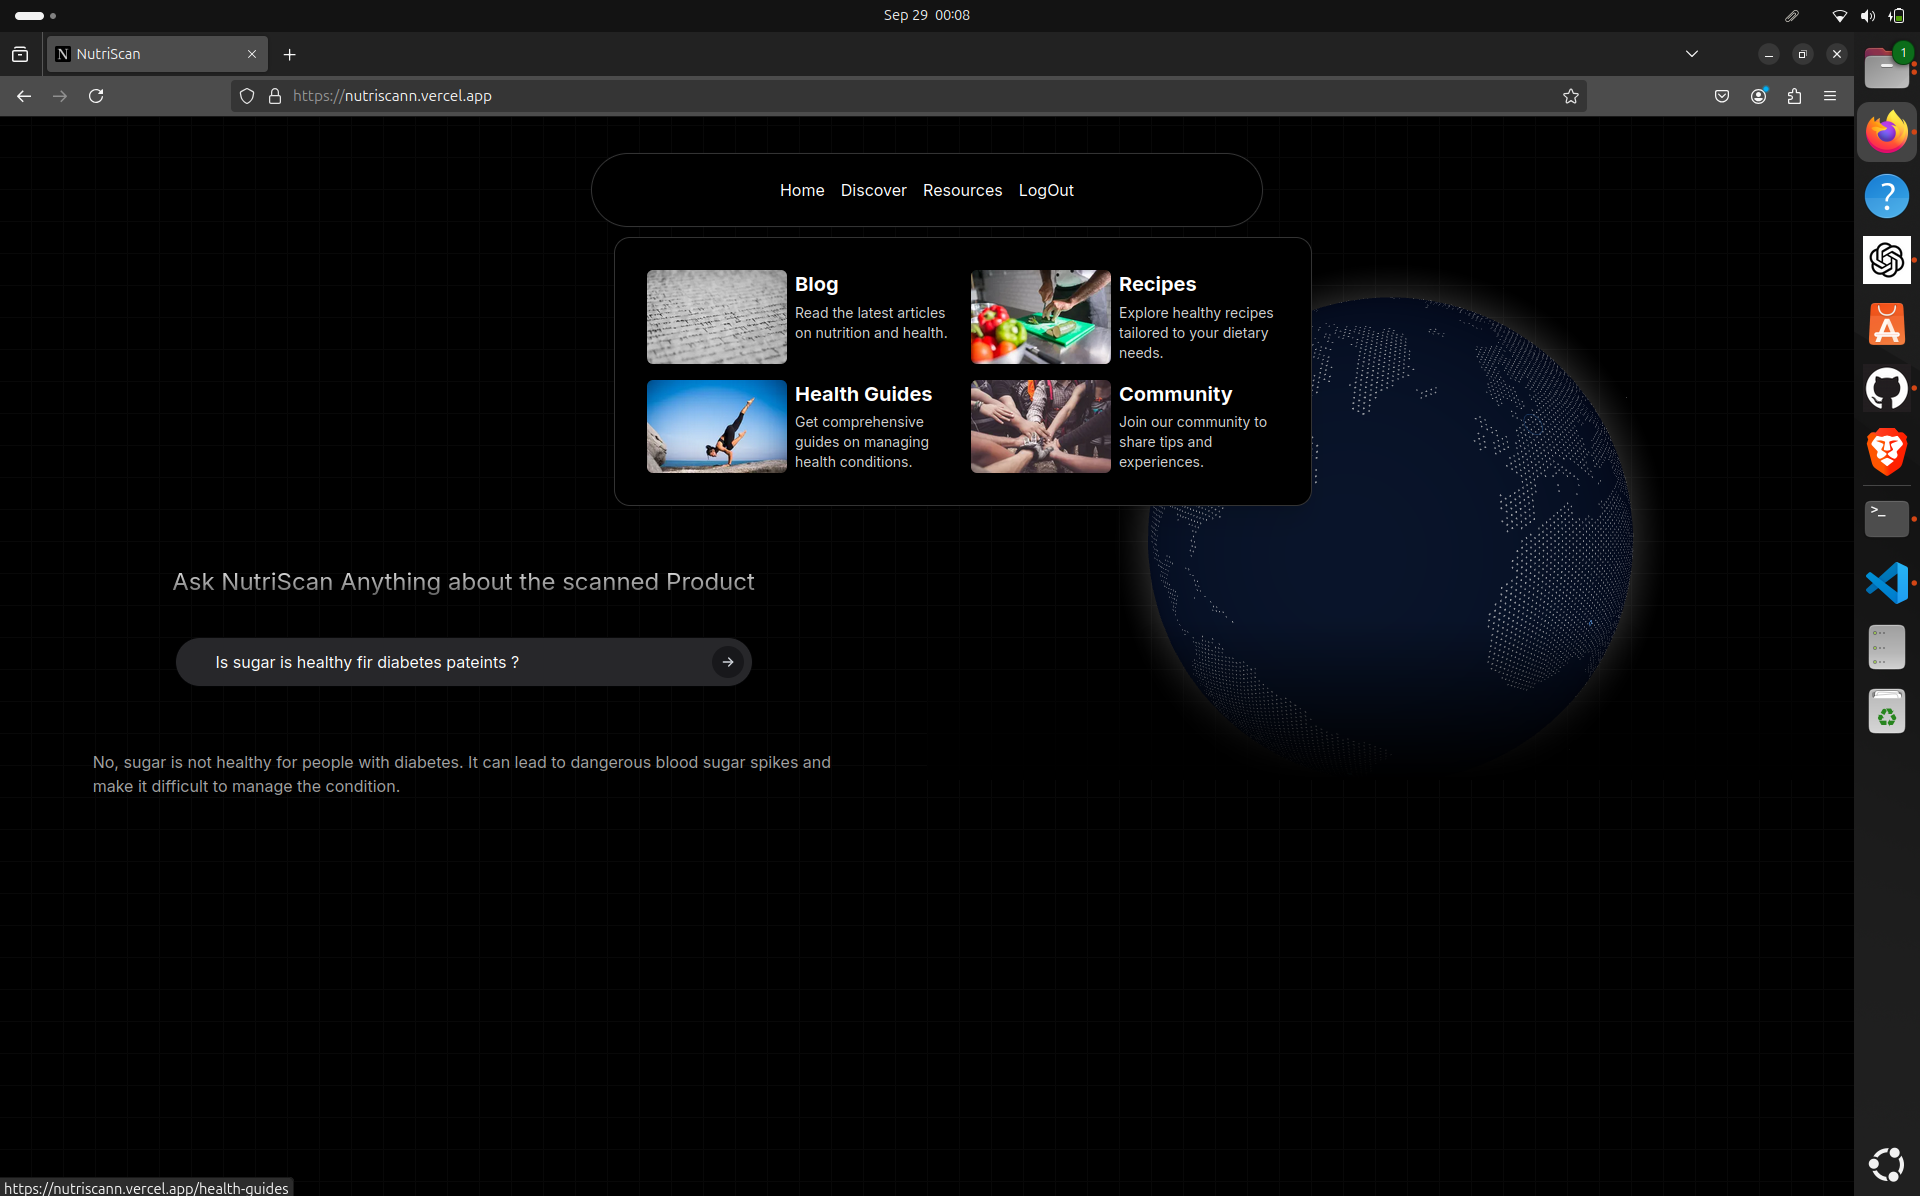 Sep 29 00:08
NutriScan
1
https://nutriscann.vercel.app
Home Discover Resources LogOut
Blog
Read the latest articles
on nutrition and health.
Recipes
Explore healthy recipes
tailored to your dietary
needs.
Health Guides
Get comprehensive
guides on managing
health conditions.
Community
Join our community to
share tips and
experiences.
Ask NutriScan Anything about the scanned Product
Is sugar is healthy fir diabetes pateints ?
No, sugar is not healthy for people with diabetes. It can lead to dangerous blood sugar spikes and
make it difficult to manage the condition.
https://nutriscann.vercel.app/health-guides